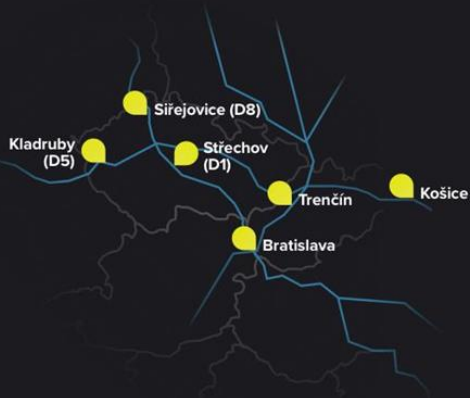 Siřejovice (D8)
Kladruby
(D5)
Střechov
(D1)
Trenčín
Košice
Bratislava